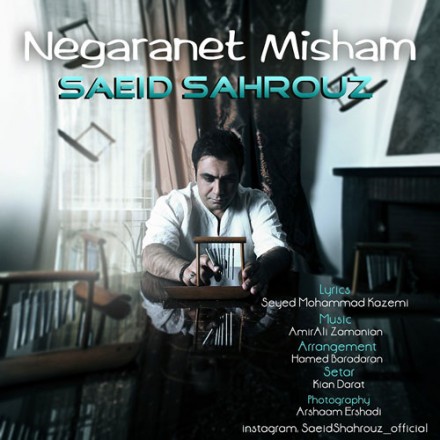 Negaranet Misham
SAEID SAHROUZ
Lyrics
Seyed Mohammad Kazemi
Music
AmirAli Zamanian
Arrangement
Hamed Baradaran
Setar
Kian Darat
Photography
Arshaam Ershadi
instagram: SaeidShahrouz_official